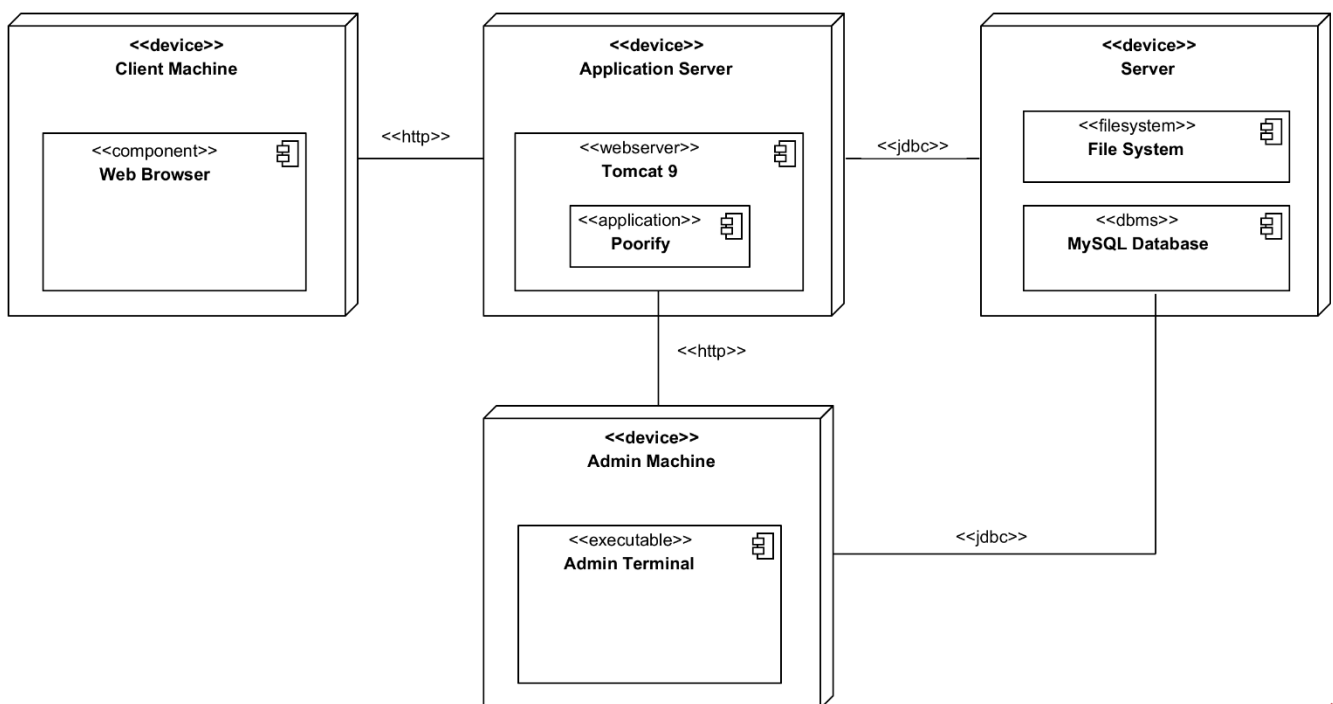 <<device>>
Client Machine
<<component>>
Web Browser
<<http>>
<<device>>
Application Server
<<webserver>>
Tomcat 9
<<application>>
Poorify
<<jdbc>>
<<device>>
Server
<<filesystem>>
File System
<<dbms>>
MySQL Database
<<http>>
<<device>>
Admin Machine
<<executable>>
Admin Terminal
<<jdbc>>